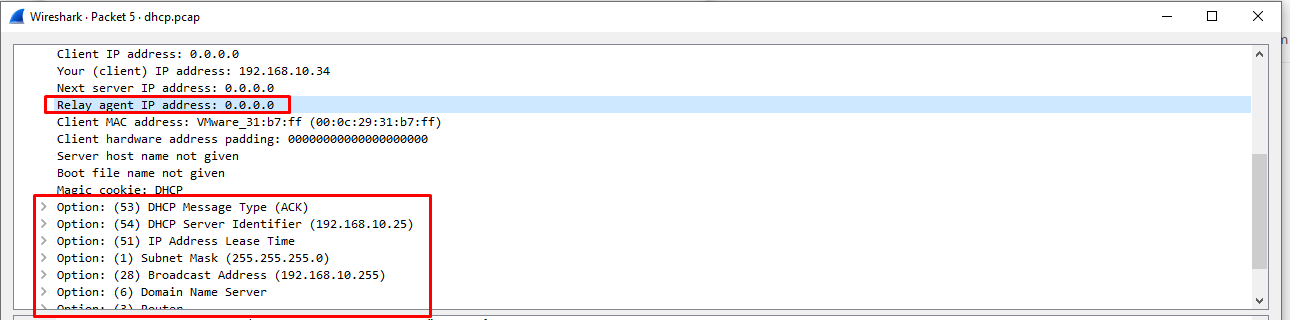 Wireshark · Packet 5 · dhcp.pcap
Client IP address: 0.0.0.0
Your (client) IP address: 192.168.10.34
Next server IP address: 0.0.0.0
Relay agent IP address: 0.0.0.0
Client MAC address: VMware_31:b7:ff (00:0c:29:31:b7:ff)
Client hardware address padding: 00000000000000000000
Server host name not given
Boot file name not given
Magic cookie: DHCP
Option: (53) DHCP Message Type (ACK)
Option: (54) DHCP Server Identifier (192.168.10.25)
Option: (51) IP Address Lease Time
Option: (1) Subnet Mask (255.255.255.0)
Option: (28) Broadcast Address (192.168.10.255)
Option: (6) Domain Name Server
Option: (3) Router